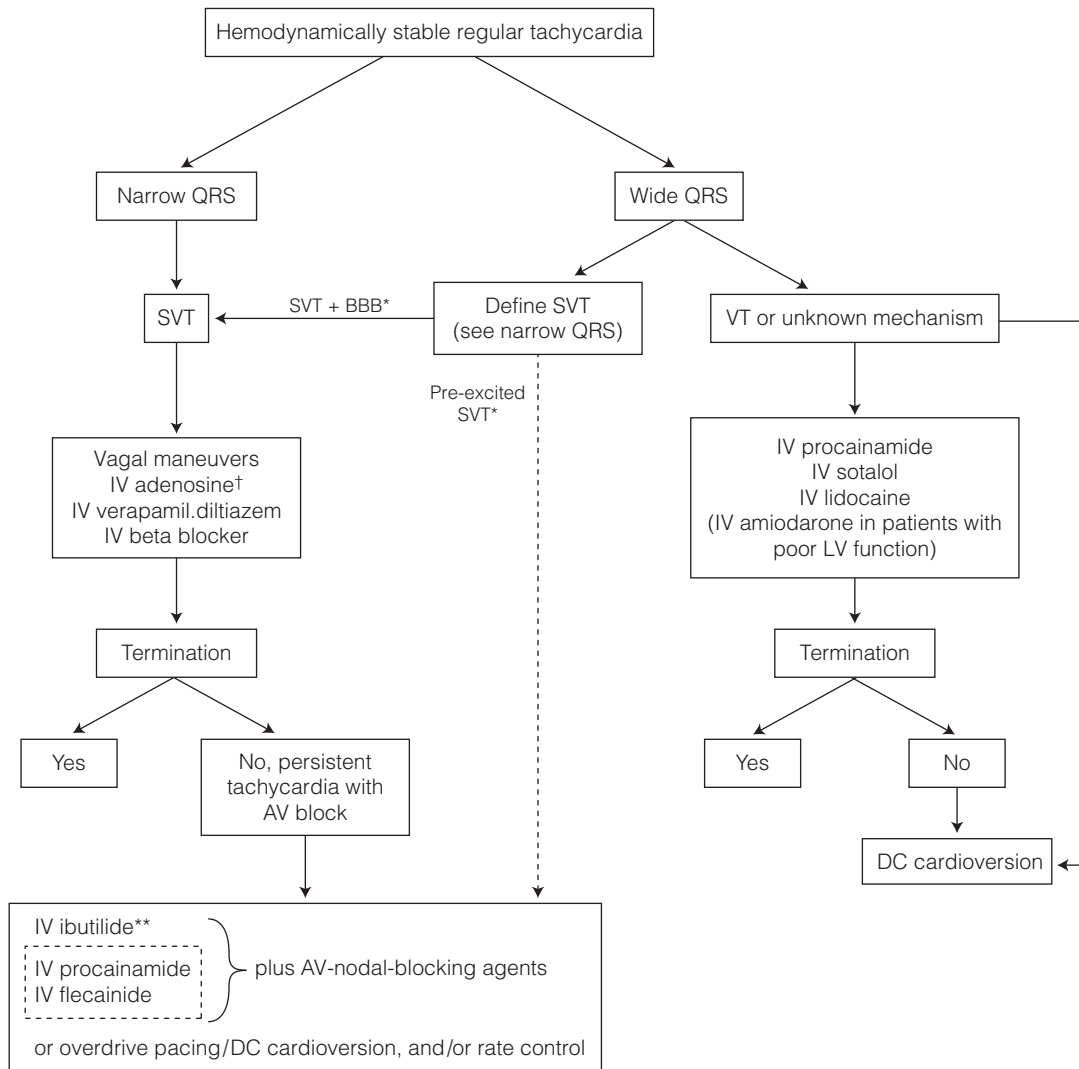 Hemodynamically stable regular tachycardia
Narrow QRS
Wide QRS
SVT
SVT + BBB*
Define SVT
(see narrow QRS)
VT or unknown mechanism
Pre-excited
SVT*
Vagal maneuvers
IV adenosine†
IV verapamil.diltiazem
IV beta blocker
IV procainamide
IV sotalol
IV lidocaine
(IV amiodarone in patients with
poor LV function)
Termination
Termination
Yes
No, persistent
tachycardia with
AV block
Yes
No
DC cardioversion
IV ibutilide**
IV procainamide
IV flecainide
plus AV-nodal-blocking agents
or overdrive pacing/DC cardioversion, and/or rate control